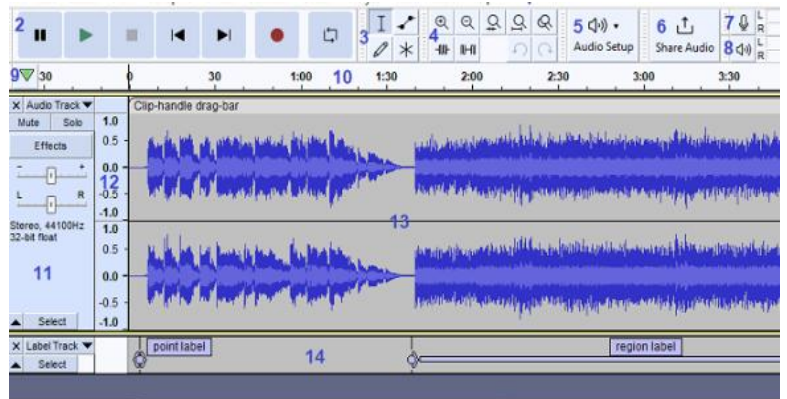 2
3
4
5
Audio Setup
6
Share Audio
7 L
R
8 L
R
9 30 0 30 1:00 10 1:30 2:00 2:30 3:00 3:30
Audio Track Clip-handle drag-bar
Mute Solo
Effects
- +
L R
Stereo, 44100Hz
32-bit float
11
Select
1.0
0.5
0.0
12
-0.5
-1.0
1.0
0.5
0.0
-0.5
-1.0
13
Label Track point label region label
Select
14